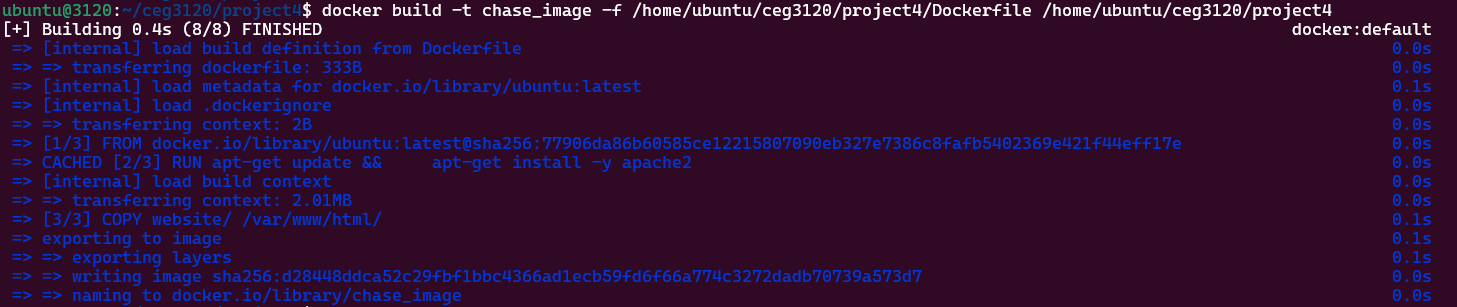 ubuntu@3120:~/ceg3120/project4$ docker build -t chase_image -f /home/ubuntu/ceg3120/project4/Dockerfile /home/ubuntu/ceg3120/project4
[+] Building 0.4s (8/8) FINISHED docker:default
=> [internal] load build definition from Dockerfile 0.0s
=> => transferring dockerfile: 333B 0.0s
=> [internal] load metadata for docker.io/library/ubuntu:latest 0.1s
=> [internal] load .dockerignore 0.0s
=> => transferring context: 2B 0.0s
=> [1/3] FROM docker.io/library/ubuntu:latest@sha256:77906da86b60585ce12215807090eb327e7386c8fafb5402369e421f44eff17e 0.0s
=> CACHED [2/3] RUN apt-get update &&     apt-get install -y apache2 0.0s
=> [internal] load build context 0.0s
=> => transferring context: 2.01MB 0.0s
=> [3/3] COPY website/ /var/www/html/ 0.1s
=> exporting to image 0.1s
=> => exporting layers 0.1s
=> => writing image sha256:d28448ddca52c29fbf1bbc4366ad1ecb59fd6f66a774c3272dadb70739a573d7 0.0s
=> => naming to docker.io/library/chase_image 0.0s